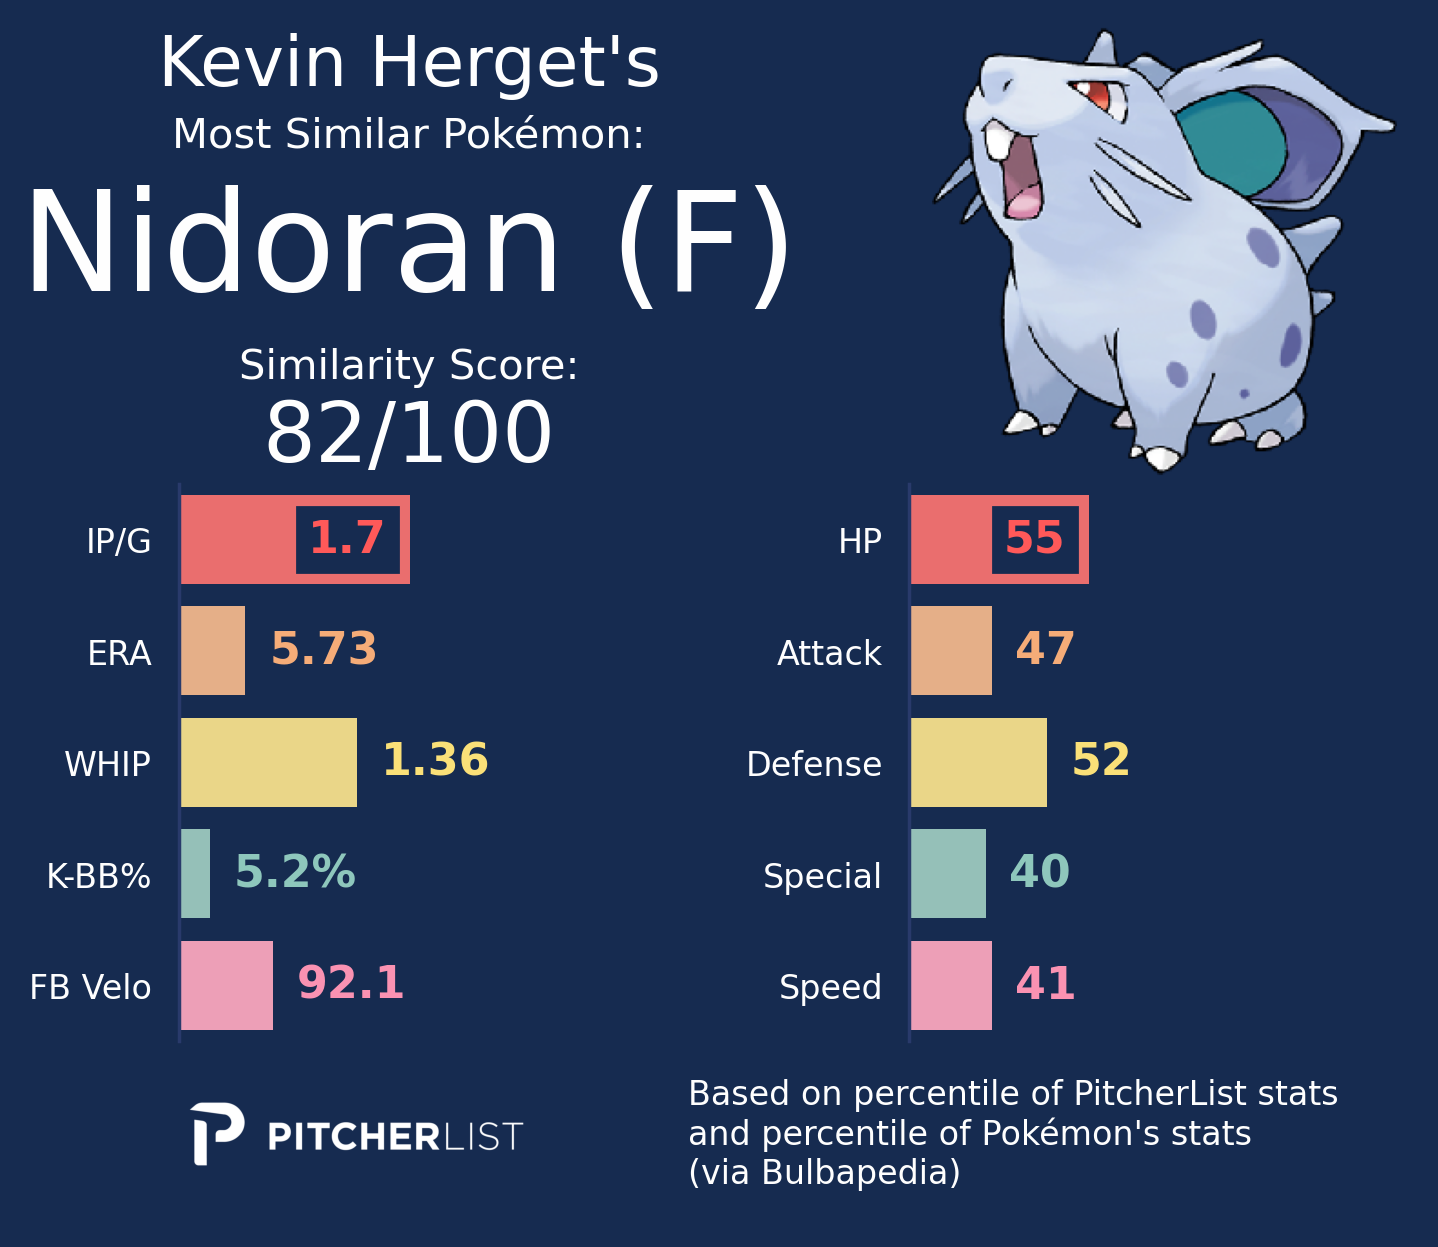 Kevin Herget's
Most Similar Pokémon:
Nidoran (F)
Similarity Score:
82/100
IP/G 1.7
ERA 5.73
WHIP 1.36
K-BB% 5.2%
FB Velo 92.1
HP 55
Attack 47
Defense 52
Special 40
Speed 41
PITCHERLIST
Based on percentile of PitcherList stats
and percentile of Pokémon's stats
(via Bulbapedia)